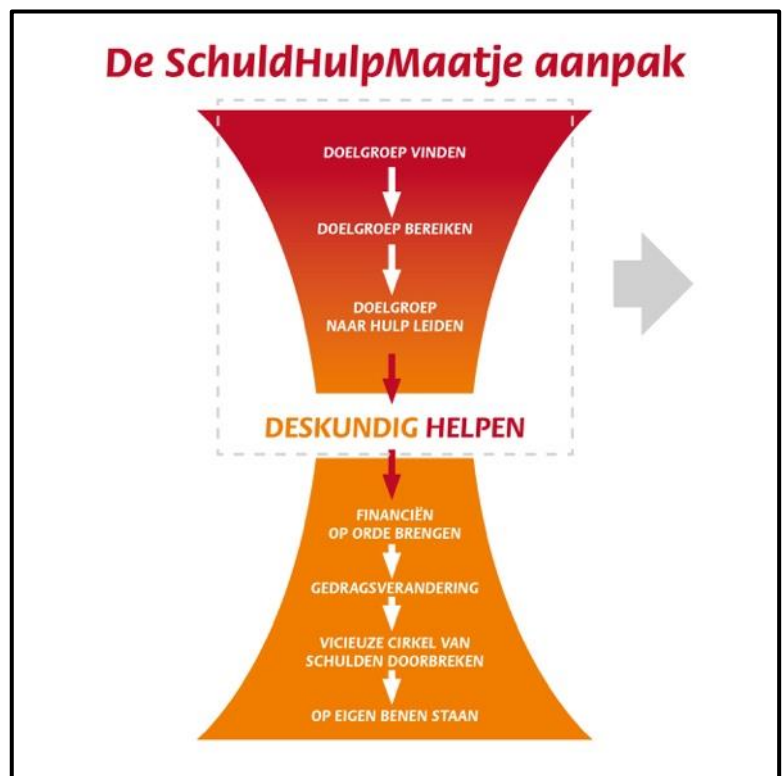 De SchuldHulpMaatje aanpak
DOELGROEP VINDEN
DOELGROEP BEREIKEN
DOELGROEP
NAAR HULP LEIDEN
DESKUNDIG HELPEN
FINANCIËN
OP ORDE BRENGEN
GEDRAGSVERANDERING
VICIEUZE CIRKEL VAN
SCHULDEN DOORBREKEN
OP EIGEN BENEN STAAN